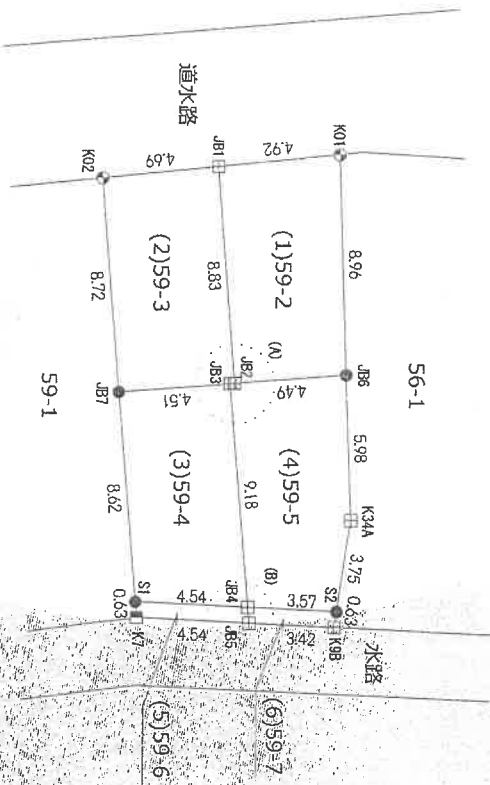 56-1
道水路
K01
8.96
JB6
5.98
K34A
3.75
0.63
水路
4.92
(1)59-2
(A)
4.49
(4)59-5
S2
K9B
JB1
8.83
JB2
JB3
9.18
(B)
3.57
3.42
JB4
JB5
4.69
(2)59-3
4.51
(3)59-4
4.54
4.54
(6)59-7
K02
8.72
JB7
8.62
S1
0.63
K7
(5)59-6
59-1